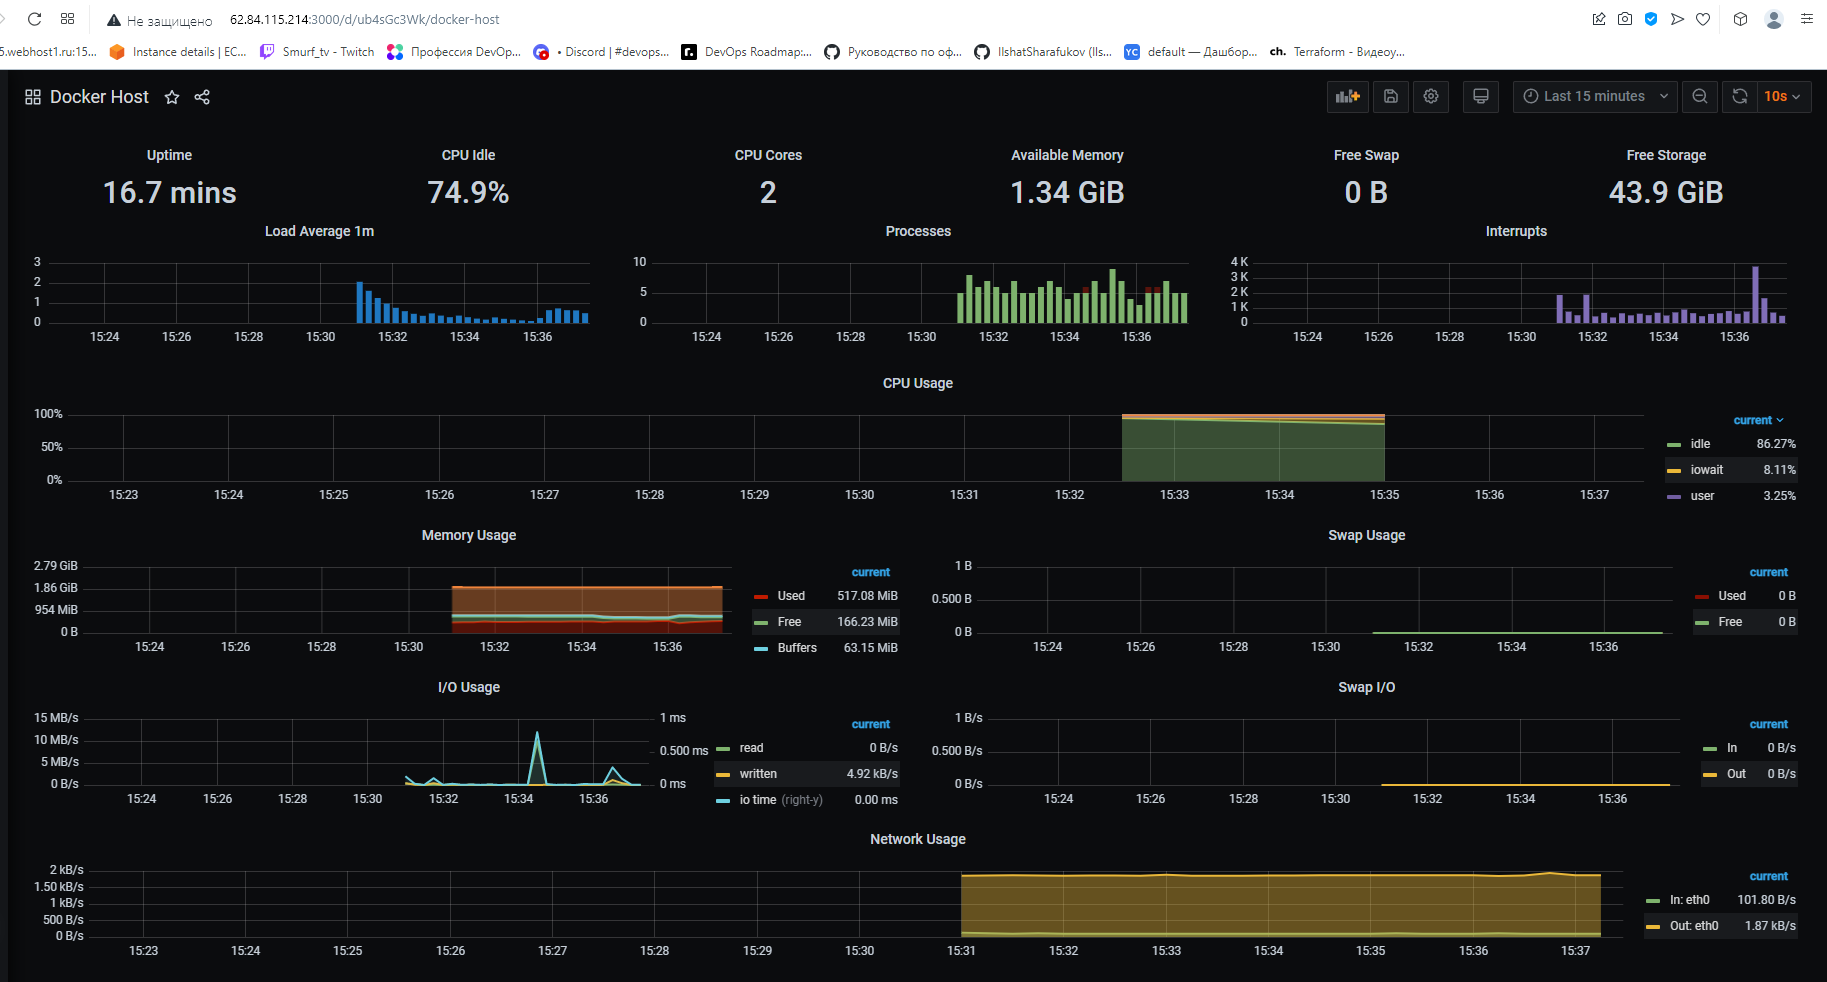 Не защищено 62.84.115.214:3000/d/ub4sGc3Wk/docker-host
5.webhost1.ru:15... Instance details | EC... Smurf_tv - Twitch Профессия DevOp... • Discord | #devops... DevOps Roadmap:... Руководство по оф... IlshatSharafukov (Ils... YC default — Дашбор... ch. Terraform - Видеоу...
Docker Host Last 15 minutes 10s
Uptime CPU Idle CPU Cores Available Memory Free Swap Free Storage
16.7 mins 74.9% 2 1.34 GiB 0 B 43.9 GiB
Load Average 1m
3
2
1
0
15:24 15:26 15:28 15:30 15:32 15:34 15:36
Processes
10
5
0
15:24 15:26 15:28 15:30 15:32 15:34 15:36
Interrupts
4 K
3 K
2 K
1 K
0
15:24 15:26 15:28 15:30 15:32 15:34 15:36
CPU Usage
100%
50%
0%
15:23 15:24 15:25 15:26 15:27 15:28 15:29 15:30 15:31 15:32 15:33 15:34 15:35 15:36 15:37
current
idle 86.27%
iowait 8.11%
user 3.25%
Memory Usage
2.79 GiB
1.86 GiB
954 MiB
0 B
15:24 15:26 15:28 15:30 15:32 15:34 15:36
current
Used 517.08 MiB
Free 166.23 MiB
Buffers 63.15 MiB
Swap Usage
1 B
0.500 B
0 B
15:24 15:26 15:28 15:30 15:32 15:34 15:36
current
Used 0 B
Free 0 B
I/O Usage
15 MB/s
10 MB/s
5 MB/s
0 B/s
1 ms
0.500 ms
0 ms
15:24 15:26 15:28 15:30 15:32 15:34 15:36
current
read 0 B/s
written 4.92 kB/s
io time (right-y) 0.00 ms
Swap I/O
1 B/s
0.500 B/s
0 B/s
15:24 15:26 15:28 15:30 15:32 15:34 15:36
current
In 0 B/s
Out 0 B/s
Network Usage
2 kB/s
1.50 kB/s
1 kB/s
500 B/s
0 B/s
15:23 15:24 15:25 15:26 15:27 15:28 15:29 15:30 15:31 15:32 15:33 15:34 15:35 15:36 15:37
current
In: eth0 101.80 B/s
Out: eth0 1.87 kB/s